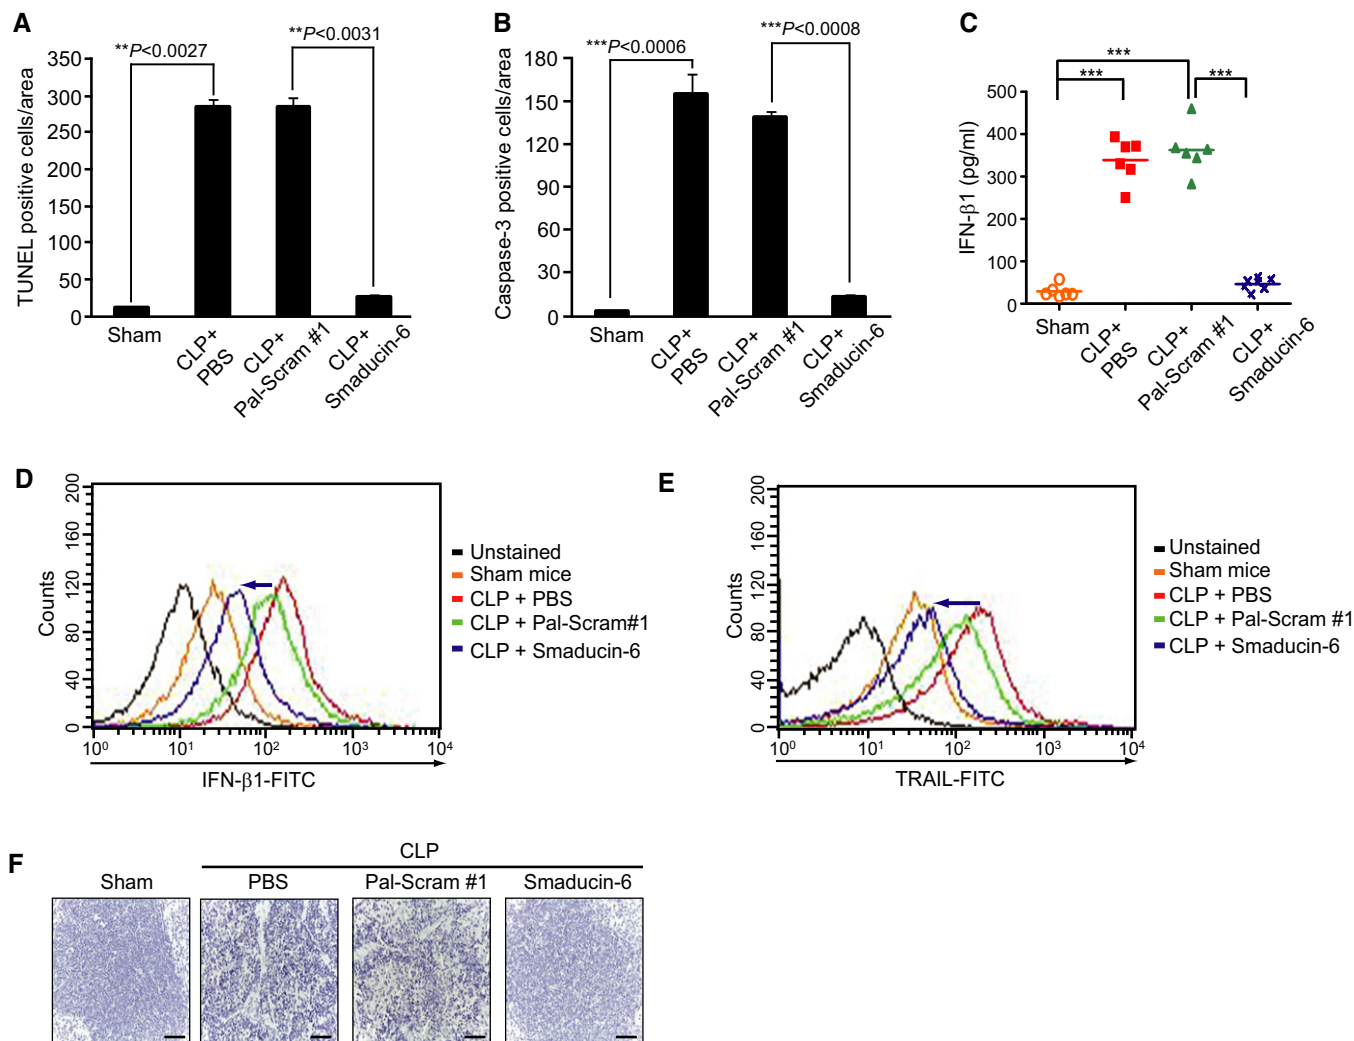 A
**P<0.0027
**P<0.0031
TUNEL positive cells/area
350
300
250
200
150
100
50
0
Sham
CLP+
PBS
CLP+
Pal-Scram #1
CLP+
Smaducin-6
B
***P<0.0006
***P<0.0008
Caspase-3 positive cells/area
180
150
120
90
60
30
0
Sham
CLP+
PBS
CLP+
Pal-Scram #1
CLP+
Smaducin-6
C
***
***
***
IFN-β1 (pg/ml)
500
400
300
200
100
0
Sham
CLP+
PBS
CLP+
Pal-Scram #1
CLP+
Smaducin-6
D
Counts
200
160
120
80
40
0
10⁰
10¹
10²
10³
10⁴
IFN-β1-FITC
Unstained
Sham mice
CLP + PBS
CLP + Pal-Scram#1
CLP + Smaducin-6
E
Counts
200
160
120
80
40
0
10⁰
10¹
10²
10³
10⁴
TRAIL-FITC
Unstained
Sham mice
CLP + PBS
CLP + Pal-Scram #1
CLP + Smaducin-6
F
CLP
Sham
PBS
Pal-Scram #1
Smaducin-6